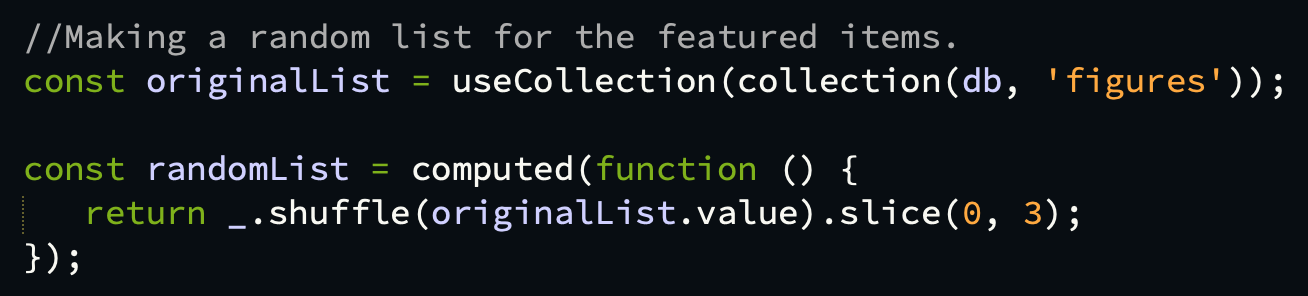 //Making a random list for the featured items.
const originalList = useCollection(collection(db, 'figures'));
const randomList = computed(function () {
return _.shuffle(originalList.value).slice(0, 3);
});